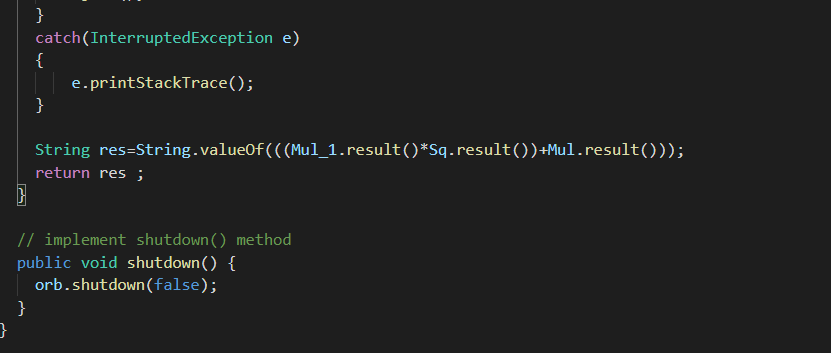 }
catch(InterruptedException e)
{
e.printStackTrace();
}
String res=String.valueOf(((Mul_1.result()*Sq.result())+Mul.result()));
return res ;
}
// implement shutdown() method
public void shutdown() {
orb.shutdown(false);
}
}